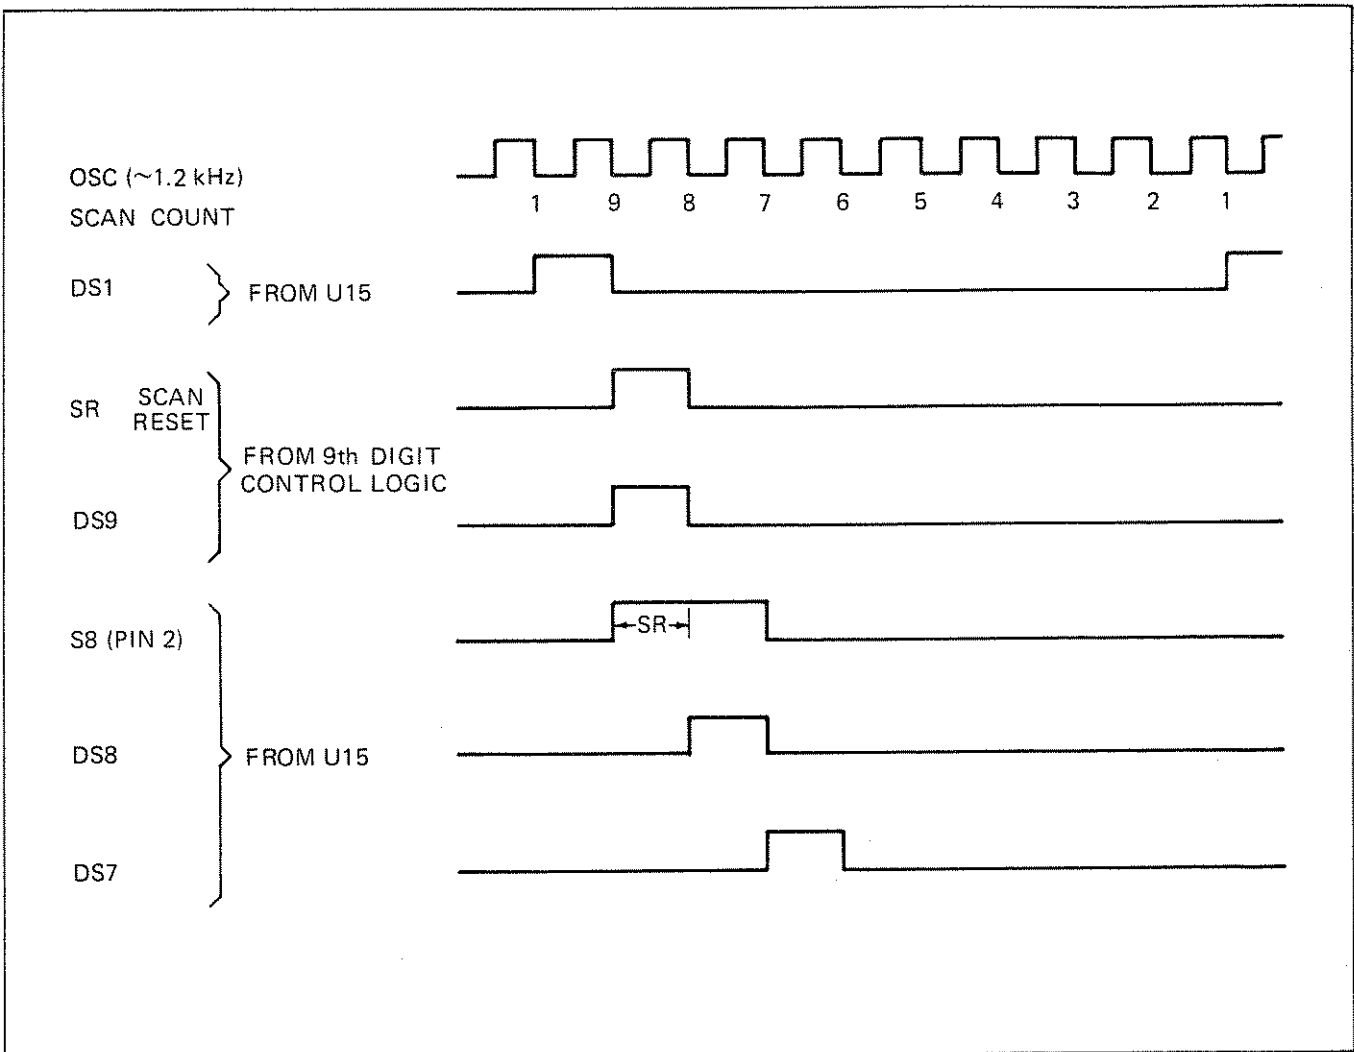 OSC (~1.2 kHz)
SCAN COUNT
1 9 8 7 6 5 4 3 2 1
DS1
FROM U15
SR
SCAN
RESET
FROM 9th DIGIT
CONTROL LOGIC
DS9
S8 (PIN 2)
SR
DS8
FROM U15
DS7